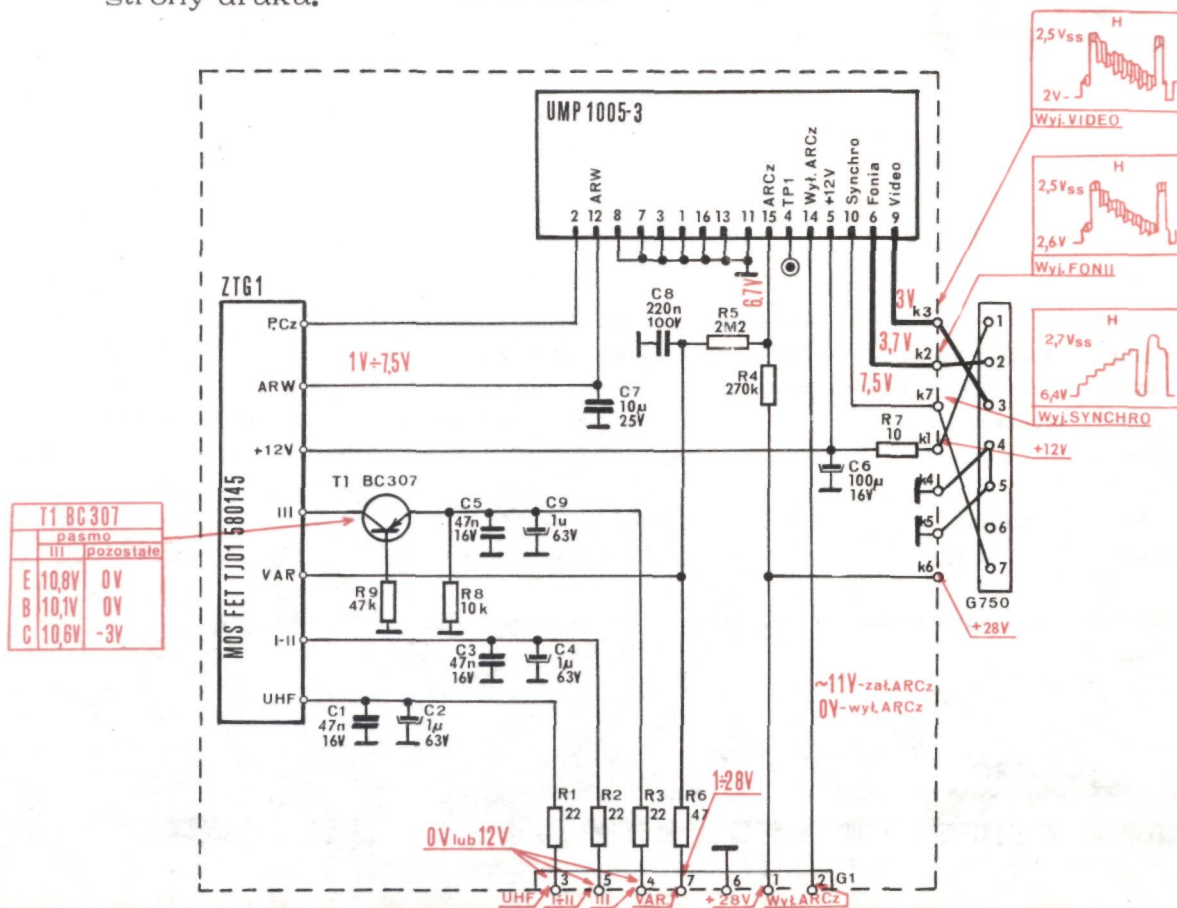 strony druku.
H
2,5Vss
2V-
Wyj.VIDEO
H
2,5Vss
2,6V
Wyj.FONII
H
2,7Vss
6,4V
Wyj.SYNCHRO
UMP 1005-3
ARW
ARCz
TP1
Wył. ARCz
+12V
Synchro
Fonia
Video
2 12 8 7 3 1 16 13 11 15 4 14 5 10 6 9
6,7V
3V
k3
3,7V
k2
7,5V
k7
k1
+12V
k4
k5
k6
+28V
1
2
3
4
5
6
7
G750
ZTG1
MOS FET TJ01 580145
P.Cz
ARW
+12V
III
VAR
I-II
UHF
1V÷7,5V
C8
220n
100V
R5
2M2
R4
270k
C7
10µ
25V
R7
10
C6
100µ
16V
T1 BC307
C5
47n
16V
C9
1u
63V
R9
47k
R8
10k
C3
47n
16V
C4
1µ
63V
C1
47n
16V
C2
1µ
63V
T1 BC307
pasmo
III pozostałe
E 10,8V 0V
B 10,1V 0V
C 10,6V -3V
~11V-zał.ARCz
0V-wył.ARCz
R1
22
R2
22
R3
22
R6
47
1÷28V
0V lub 12V
3 5 4 7 6 1 2 G1
UHF I÷II III VAR +28V Wył.ARCz